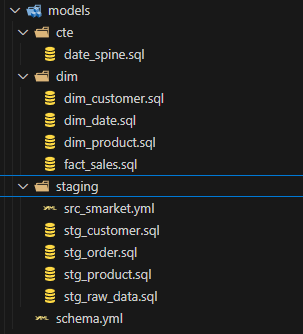 models
cte
date_spine.sql
dim
dim_customer.sql
dim_date.sql
dim_product.sql
fact_sales.sql
staging
src_smarket.yml
stg_customer.sql
stg_order.sql
stg_product.sql
stg_raw_data.sql
schema.yml